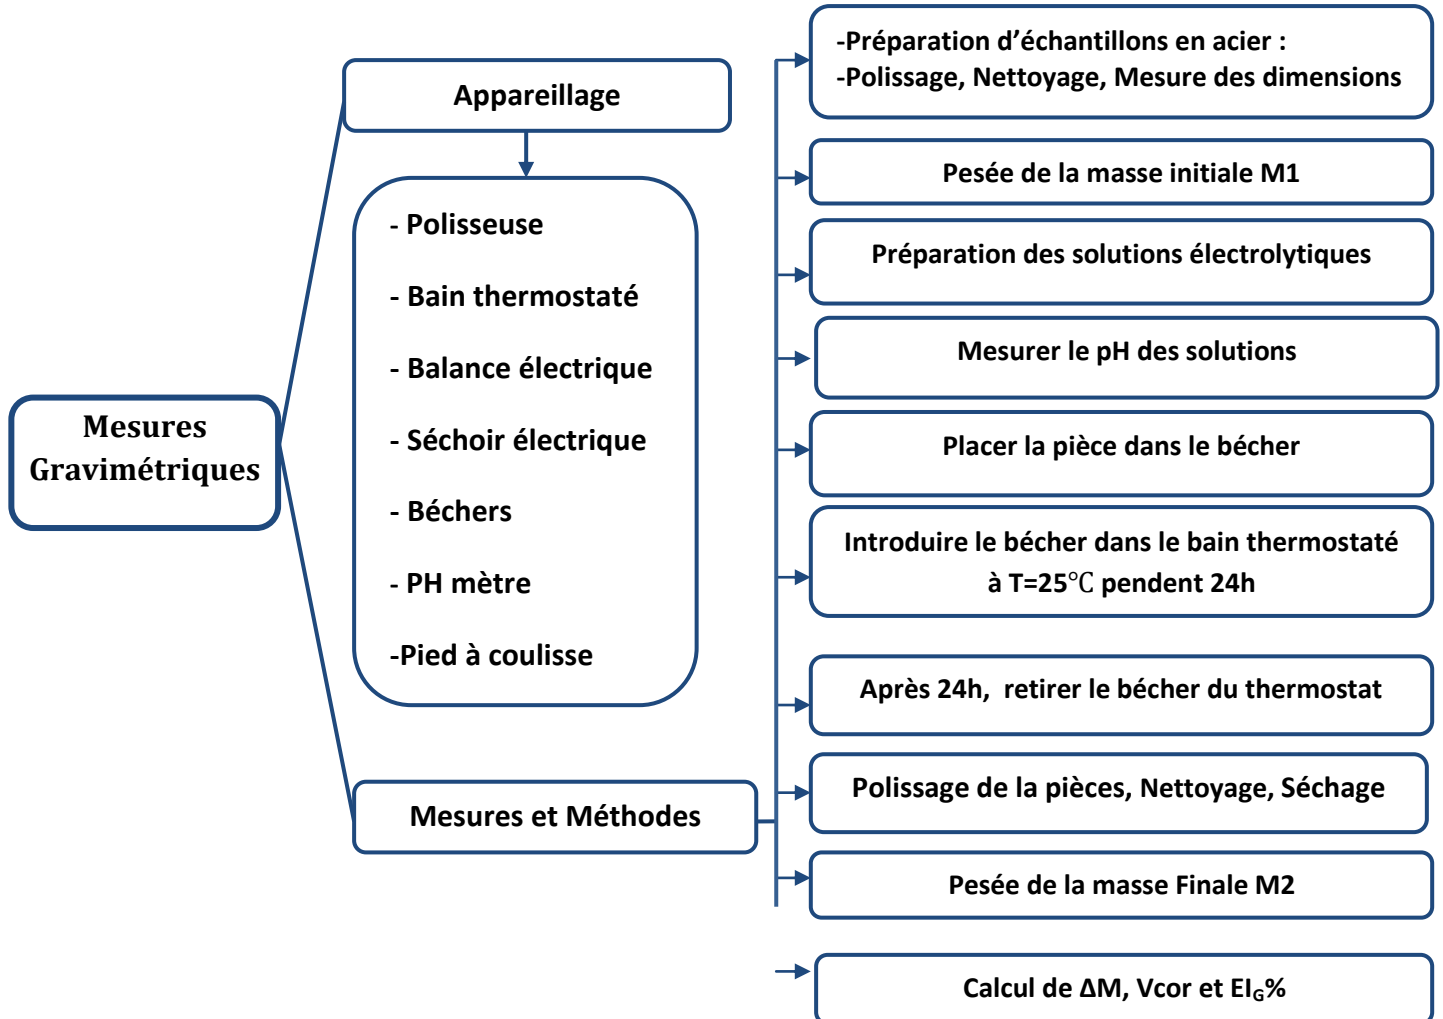 Mesures
Gravimétriques
Appareillage
- Polisseuse
- Bain thermostaté
- Balance électrique
- Séchoir électrique
- Béchers
- PH mètre
-Pied à coulisse
Mesures et Méthodes
-Préparation d’échantillons en acier :
-Polissage, Nettoyage, Mesure des dimensions
Pesée de la masse initiale M1
Préparation des solutions électrolytiques
Mesurer le pH des solutions
Placer la pièce dans le bécher
Introduire le bécher dans le bain thermostaté
à T=25℃ pendent 24h
Après 24h, retirer le bécher du thermostat
Polissage de la pièces, Nettoyage, Séchage
Pesée de la masse Finale M2
Calcul de ΔM, Vcor et EI_G%